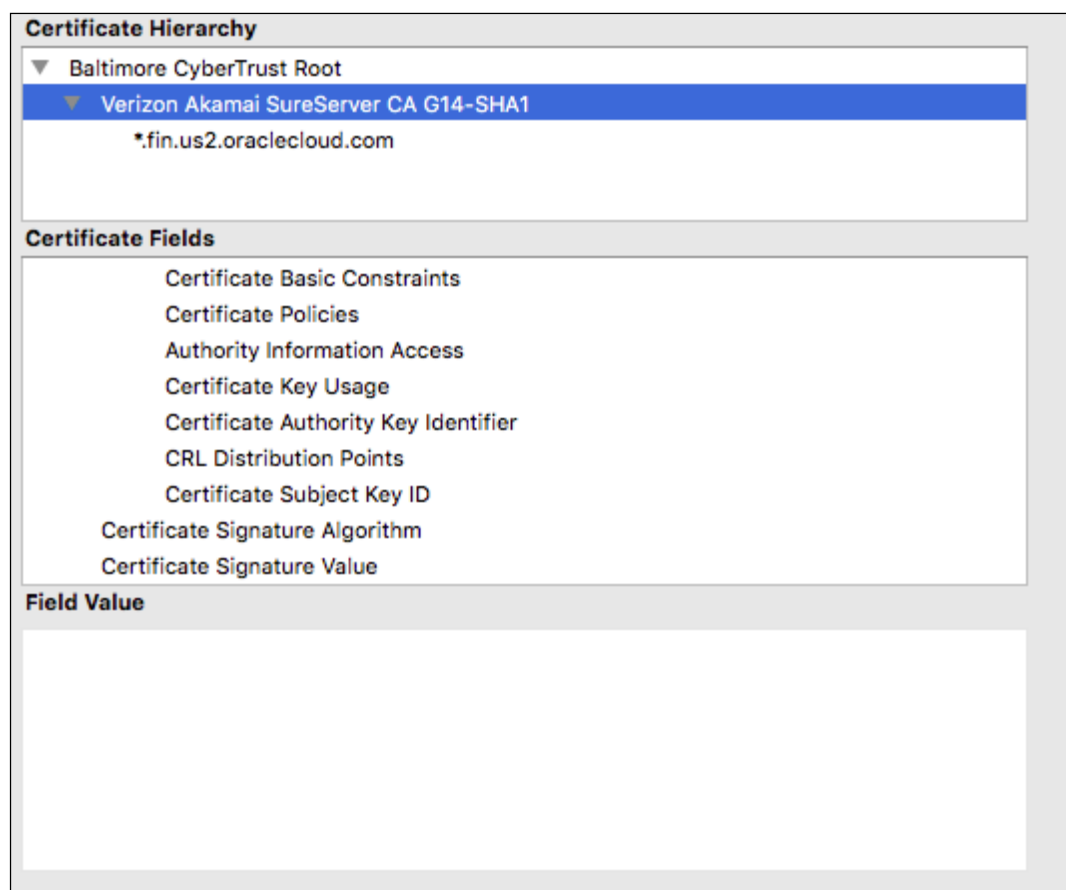 Certificate Hierarchy
Baltimore CyberTrust Root
Verizon Akamai SureServer CA G14-SHA1
*.fin.us2.oraclecloud.com
Certificate Fields
Certificate Basic Constraints
Certificate Policies
Authority Information Access
Certificate Key Usage
Certificate Authority Key Identifier
CRL Distribution Points
Certificate Subject Key ID
Certificate Signature Algorithm
Certificate Signature Value
Field Value